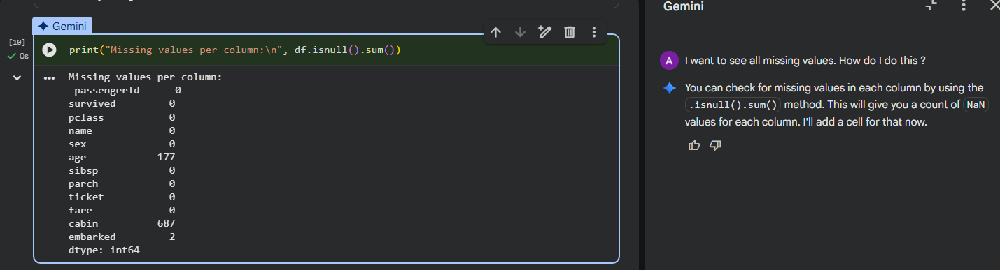 Gemini
[10]
0s
print("Missing values per column:\n", df.isnull().sum())
Missing values per column:
passengerId 0
survived 0
pclass 0
name 0
sex 0
age 177
sibsp 0
parch 0
ticket 0
fare 0
cabin 687
embarked 2
dtype: int64
Gemini
A
I want to see all missing values. How do I do this ?
You can check for missing values in each column by using the
.isnull().sum() method. This will give you a count of NaN
values for each column. I'll add a cell for that now.